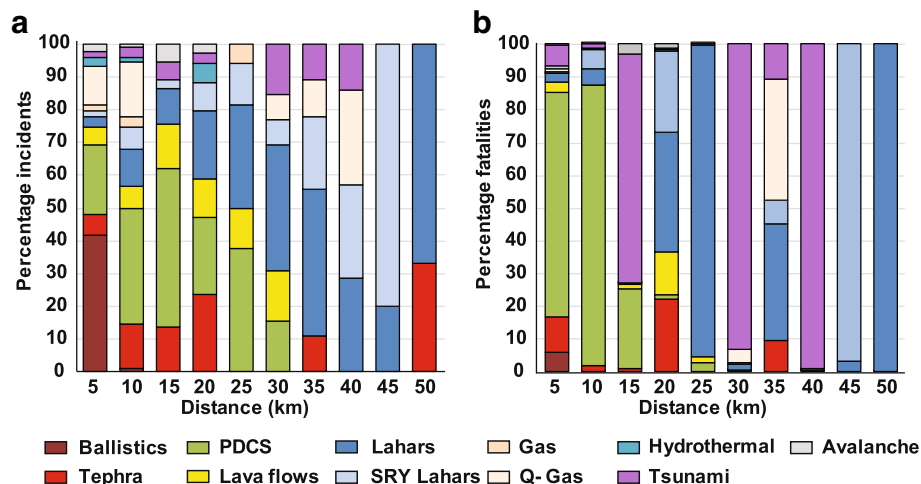 a
b
Percentage incidents
100
90
80
70
60
50
40
30
20
10
0
5 10 15 20 25 30 35 40 45 50
Distance (km)
Percentage fatalities
100
90
80
70
60
50
40
30
20
10
0
5 10 15 20 25 30 35 40 45 50
Distance (km)
Ballistics PDCS Lahars Gas Hydrothermal Avalanche
Tephra Lava flows SRY Lahars Q- Gas Tsunami